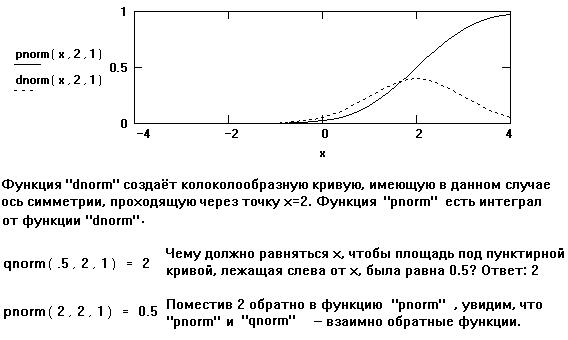 1
pnorm(x,2,1)
0.5
dnorm(x,2,1)
0
-4 -2 0 2 4
x
Функция "dnorm" создаёт колоколообразную кривую, имеющую в данном случае
ось симметрии, проходящую через точку x=2. Функция "pnorm" есть интеграл
от функции "dnorm".
qnorm(.5,2,1) = 2
Чему должно равняться x, чтобы площадь под пунктирной
кривой, лежащая слева от x, была равна 0.5? Ответ: 2
pnorm(2,2,1) = 0.5
Поместив 2 обратно в функцию "pnorm" , увидим, что
"pnorm" и "qnorm" – взаимно обратные функции.